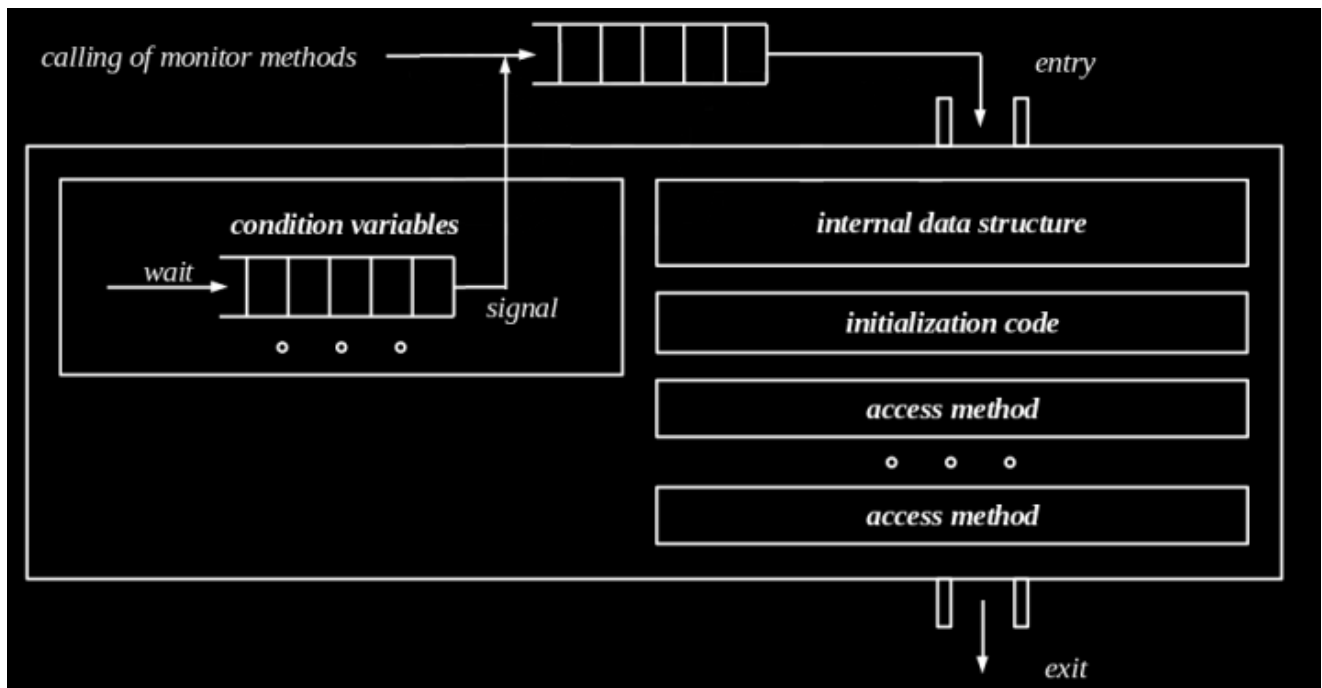 calling of monitor methods
entry
condition variables
wait
signal
internal data structure
initialization code
access method
access method
exit